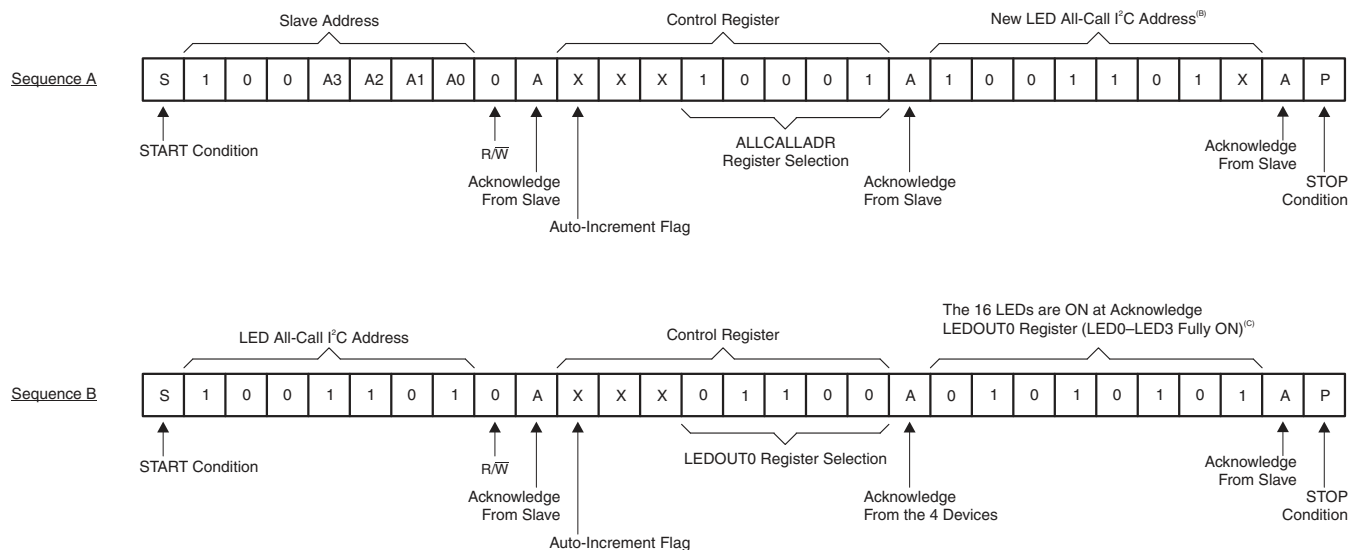 Slave Address
Control Register
New LED All-Call I²C Address(B)
Sequence A
S 1 0 0 A3 A2 A1 A0 0 A X X X 1 0 0 0 1 A 1 0 0 1 1 0 1 X A P
START Condition
R/W̅
Acknowledge
From Slave
Auto-Increment Flag
ALLCALLADR
Register Selection
Acknowledge
From Slave
Acknowledge
From Slave
STOP
Condition
LED All-Call I²C Address
Control Register
The 16 LEDs are ON at Acknowledge
LEDOUT0 Register (LED0–LED3 Fully ON)(C)
Sequence B
S 1 0 0 1 1 0 1 0 A X X X 0 1 1 0 0 A 0 1 0 1 0 1 0 1 A P
START Condition
R/W̅
Acknowledge
From Slave
Auto-Increment Flag
LEDOUT0 Register Selection
Acknowledge
From the 4 Devices
Acknowledge
From Slave
STOP
Condition